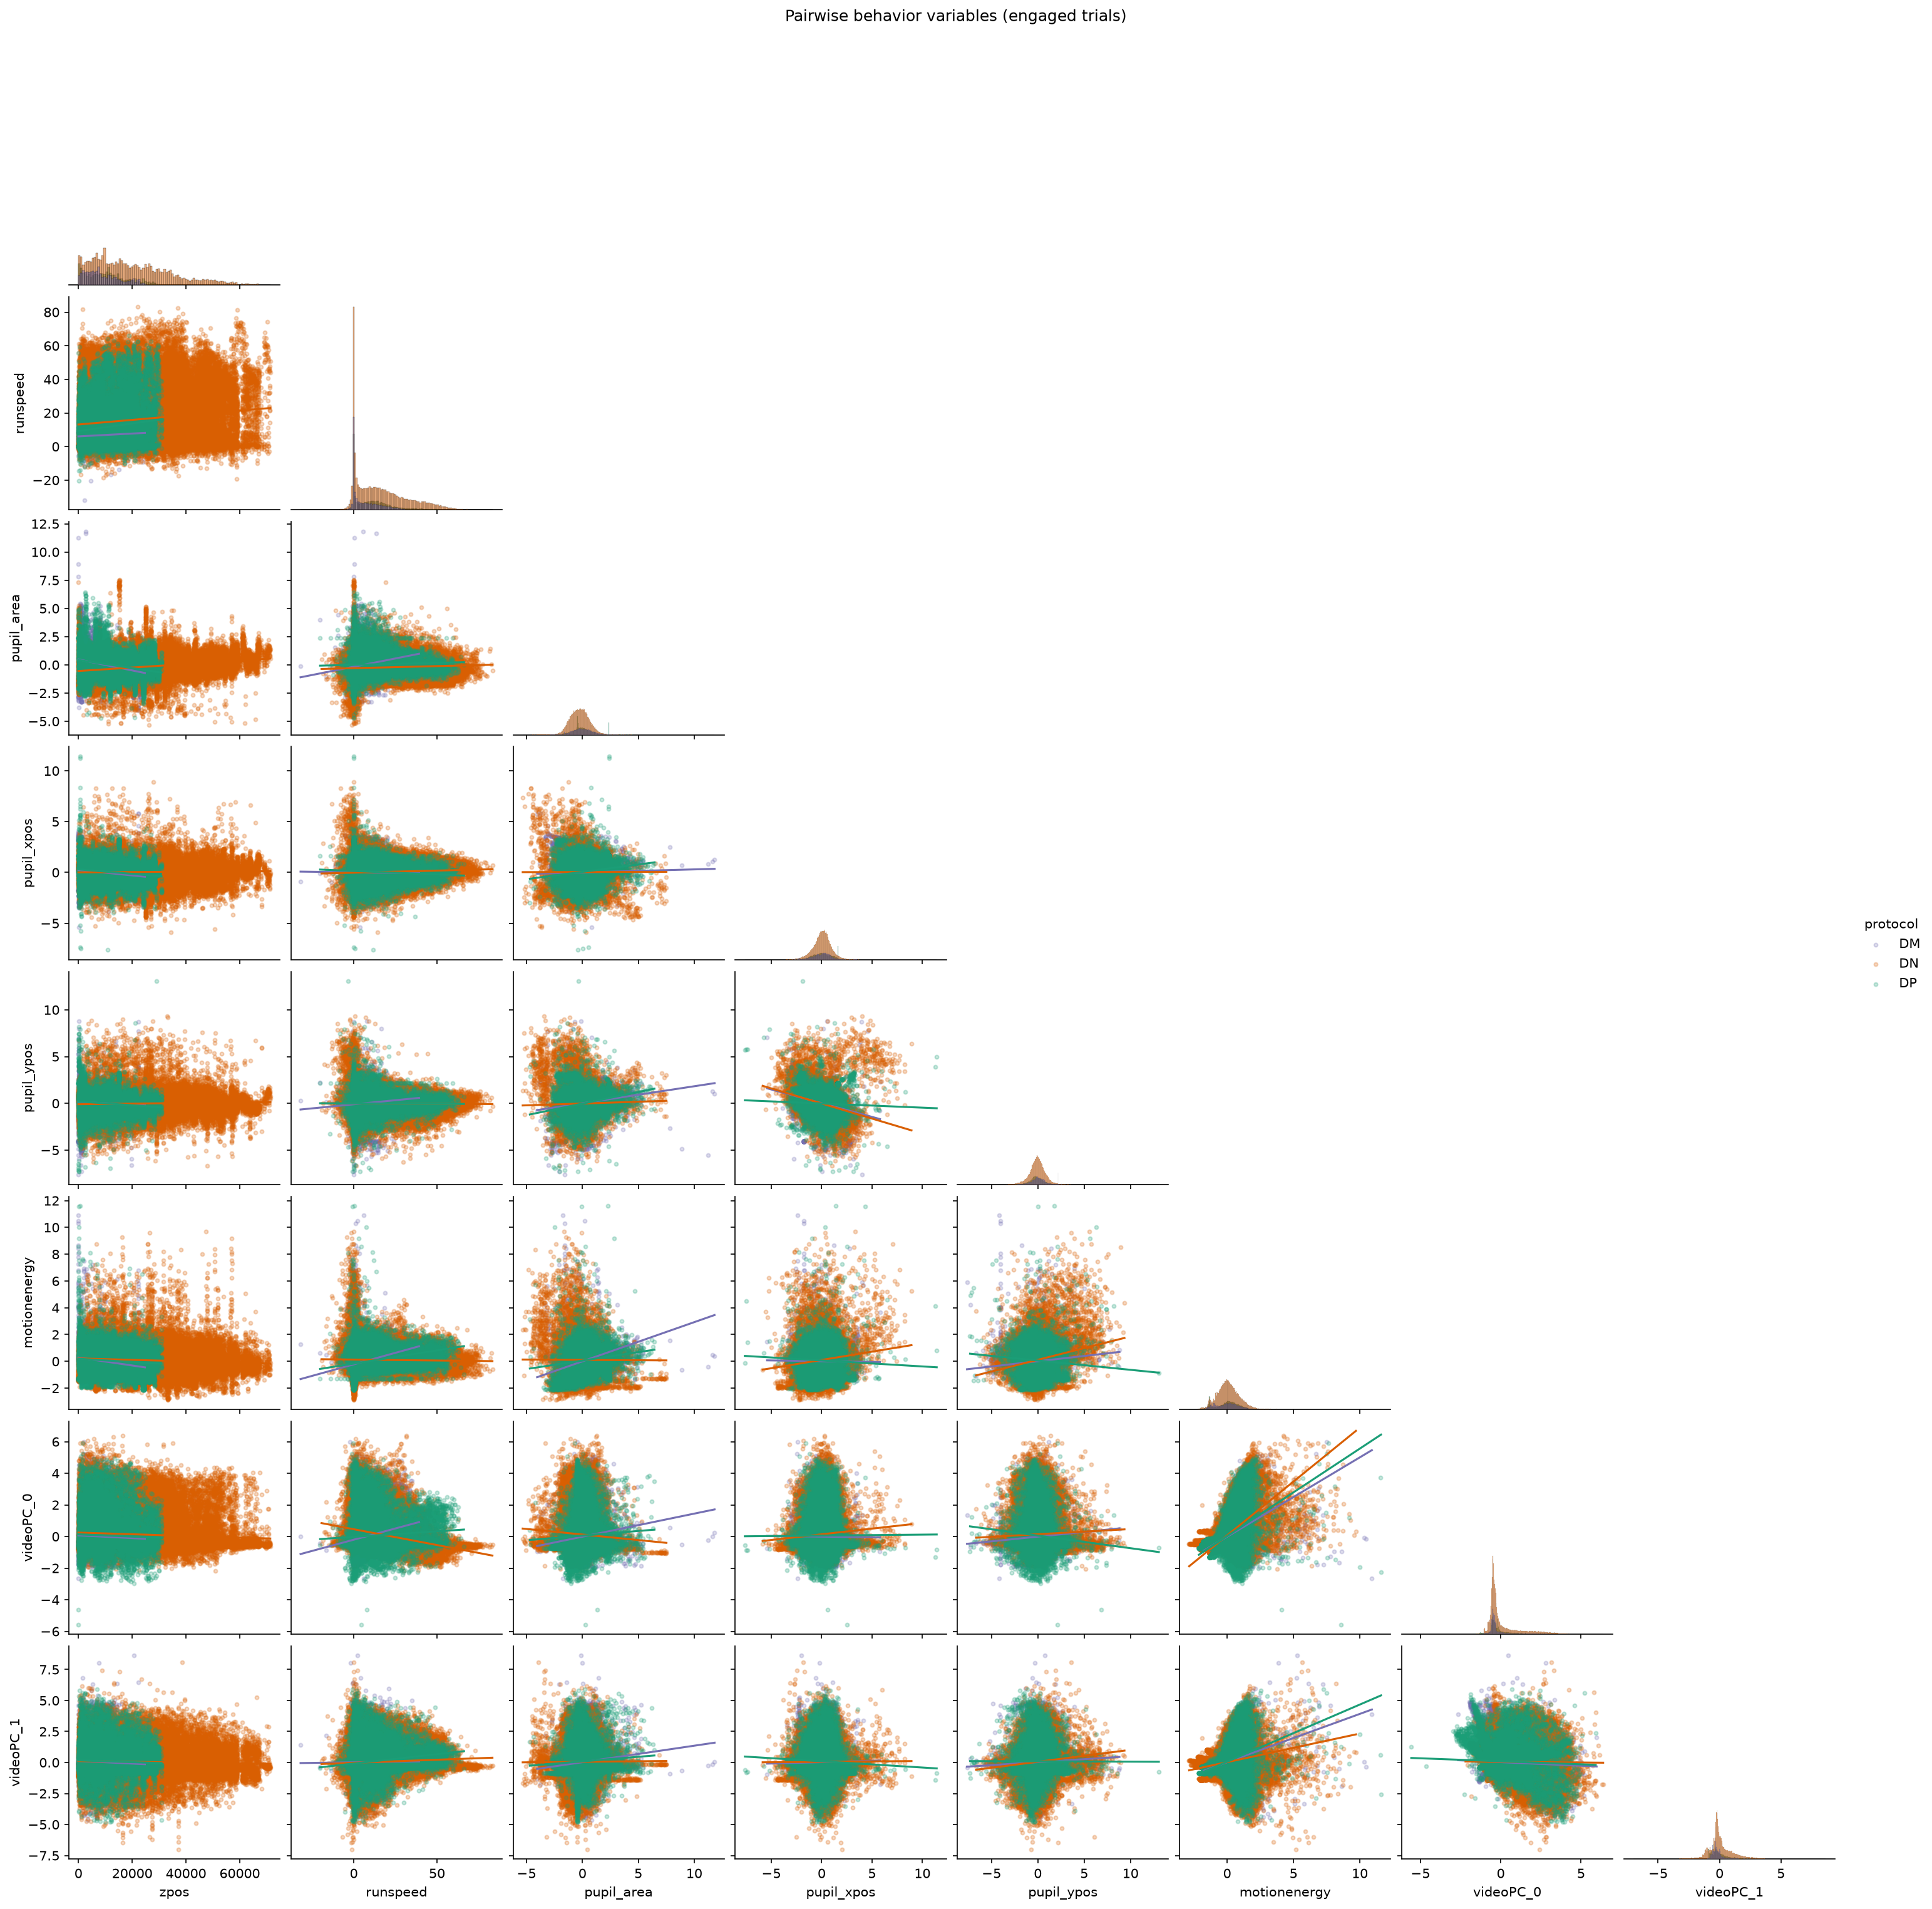 Pairwise behavior variables (engaged trials)
80
60
40
20
0
−20
runspeed
12.5
10.0
7.5
5.0
2.5
0.0
−2.5
−5.0
pupil_area
10
5
0
−5
pupil_xpos
protocol
DM
DN
DP
10
5
0
−5
pupil_ypos
12
10
8
6
4
2
0
−2
motionenergy
6
4
2
0
−2
−4
−6
videoPC_0
7.5
5.0
2.5
0.0
−2.5
−5.0
−7.5
videoPC_1
0 20000 40000 60000
0 50
−5 0 5 10
−5 0 5 10
−5 0 5 10
0 5 10
−5 0 5
−5 0 5
zpos runspeed pupil_area pupil_xpos pupil_ypos motionenergy videoPC_0 videoPC_1